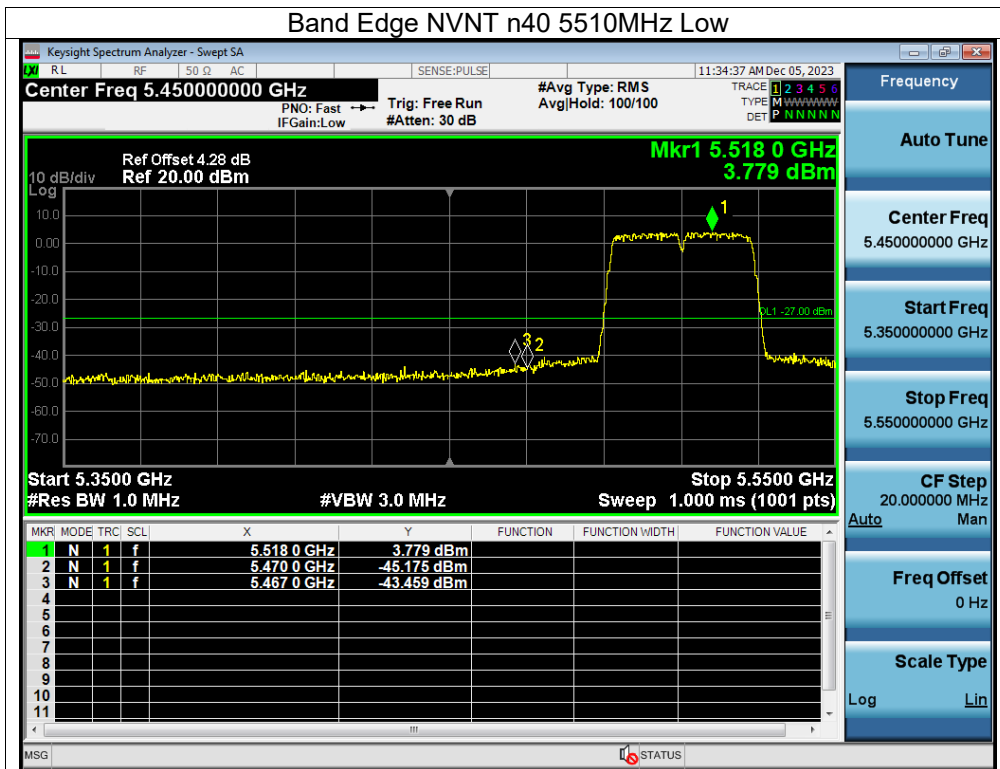 Band Edge NVNT n40 5510MHz Low
Keysight Spectrum Analyzer - Swept SA
LXI RL RF 50 Ω AC SENSE:PULSE 11:34:37 AM Dec 05, 2023
Center Freq 5.450000000 GHz #Avg Type: RMS TRACE 1 2 3 4 5 6
PNO: Fast Trig: Free Run Avg|Hold: 100/100 TYPE M WWWWW
IFGain:Low #Atten: 30 dB DET P N N N N N
Mkr1 5.518 0 GHz
3.779 dBm
Ref Offset 4.28 dB
10 dB/div Ref 20.00 dBm
Log
10.0
0.00
-10.0
-20.0
-30.0
-40.0
-50.0
-60.0
-70.0
1
DL1 -27.00 dBm
3 2
Start 5.3500 GHz Stop 5.5500 GHz
#Res BW 1.0 MHz #VBW 3.0 MHz Sweep 1.000 ms (1001 pts)
MKR MODE TRC SCL X Y FUNCTION FUNCTION WIDTH FUNCTION VALUE
1 N 1 f 5.518 0 GHz 3.779 dBm
2 N 1 f 5.470 0 GHz -45.175 dBm
3 N 1 f 5.467 0 GHz -43.459 dBm
4
5
6
7
8
9
10
11
MSG STATUS
Frequency
Auto Tune
Center Freq
5.450000000 GHz
Start Freq
5.350000000 GHz
Stop Freq
5.550000000 GHz
CF Step
20.000000 MHz
Auto Man
Freq Offset
0 Hz
Scale Type
Log Lin